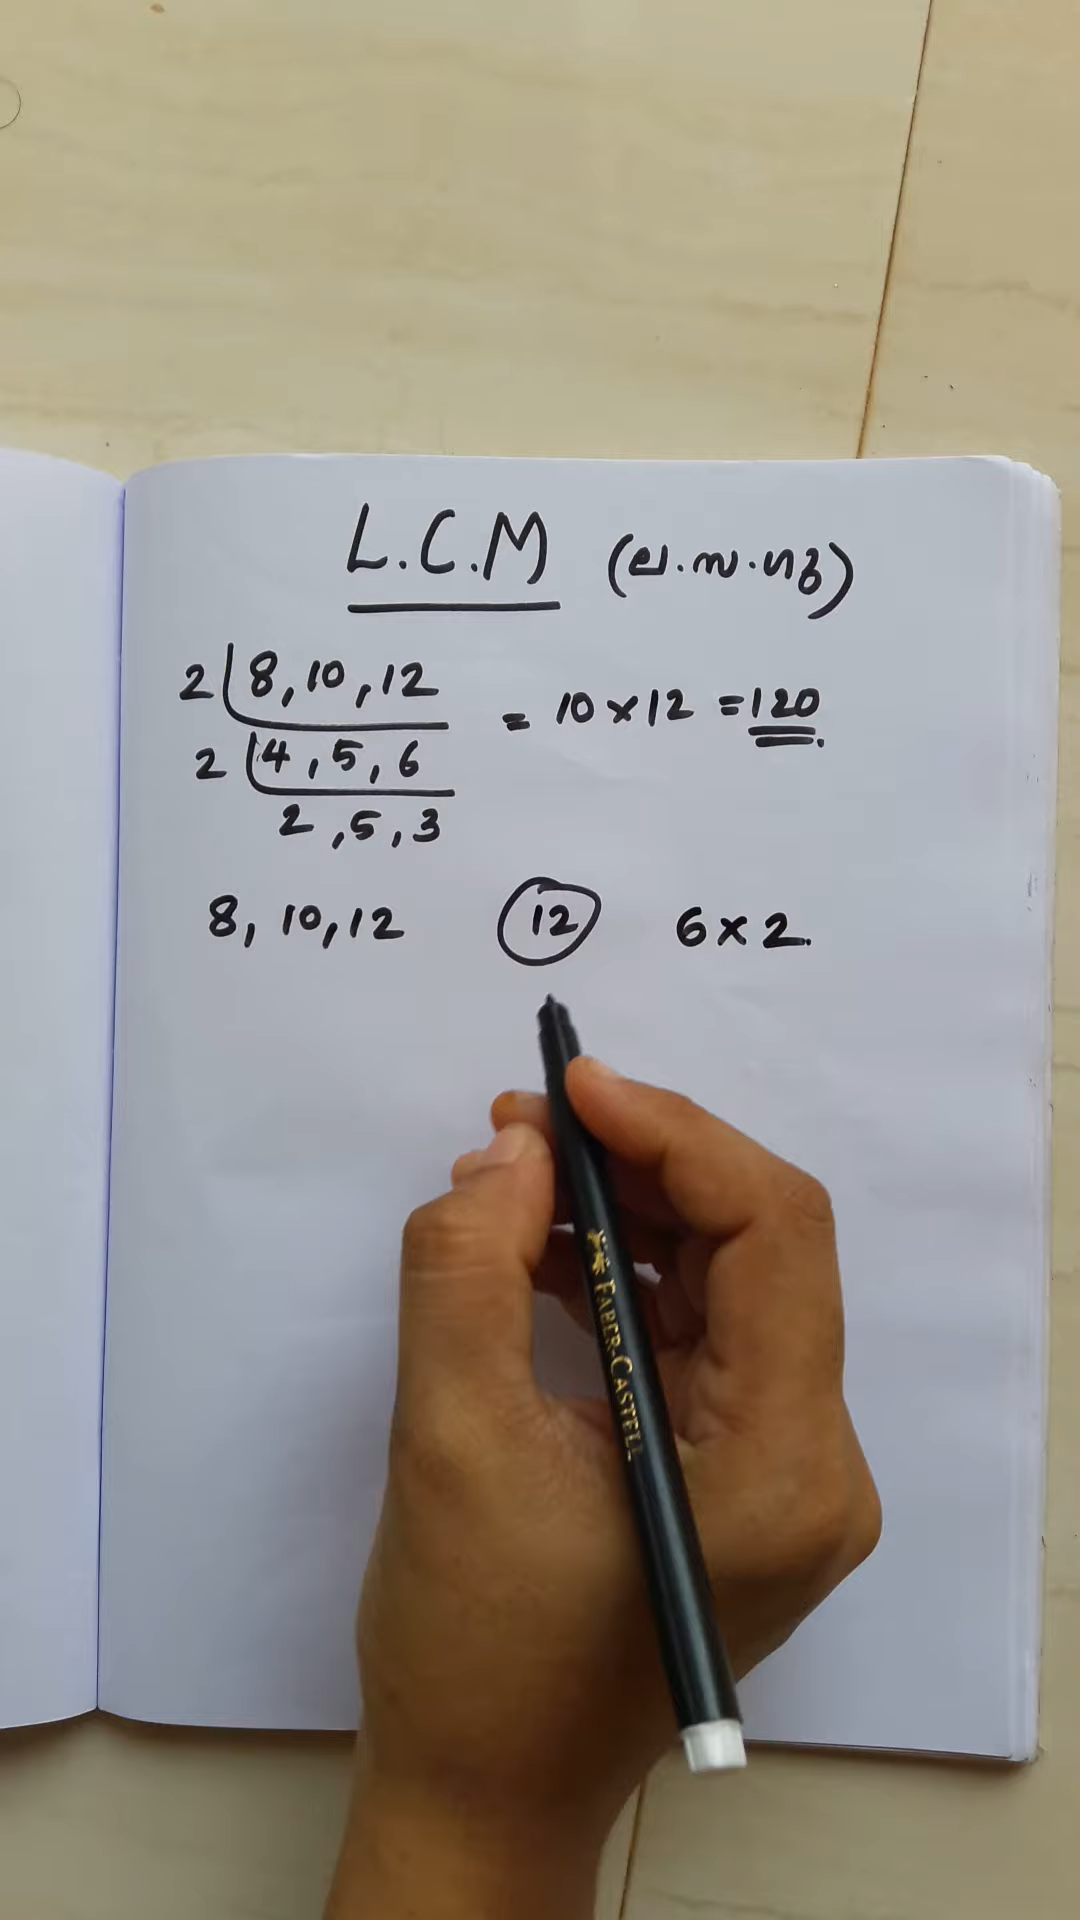 L.C.M (ല.സ.ഗു)
2 8, 10, 12 = 10 × 12 = 120.
2 4, 5, 6
2, 5, 3
8, 10, 12 12 6 × 2.
FABER-CASTELL